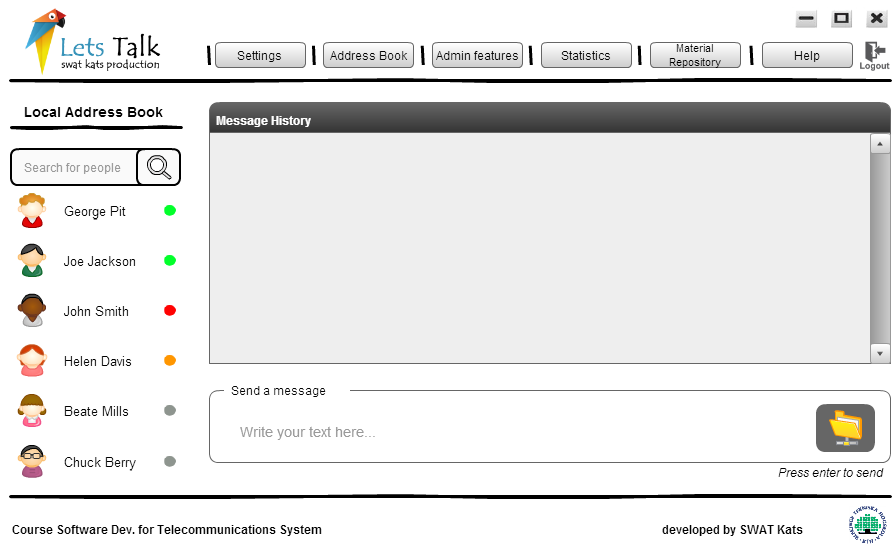 Lets Talk
swat kats production
Settings
Address Book
Admin features
Statistics
Material
Repository
Help
Logout
Local Address Book
Search for people
George Pit
Joe Jackson
John Smith
Helen Davis
Beate Mills
Chuck Berry
Message History
Send a message
Write your text here...
Press enter to send
Course Software Dev. for Telecommunications System
developed by SWAT Kats